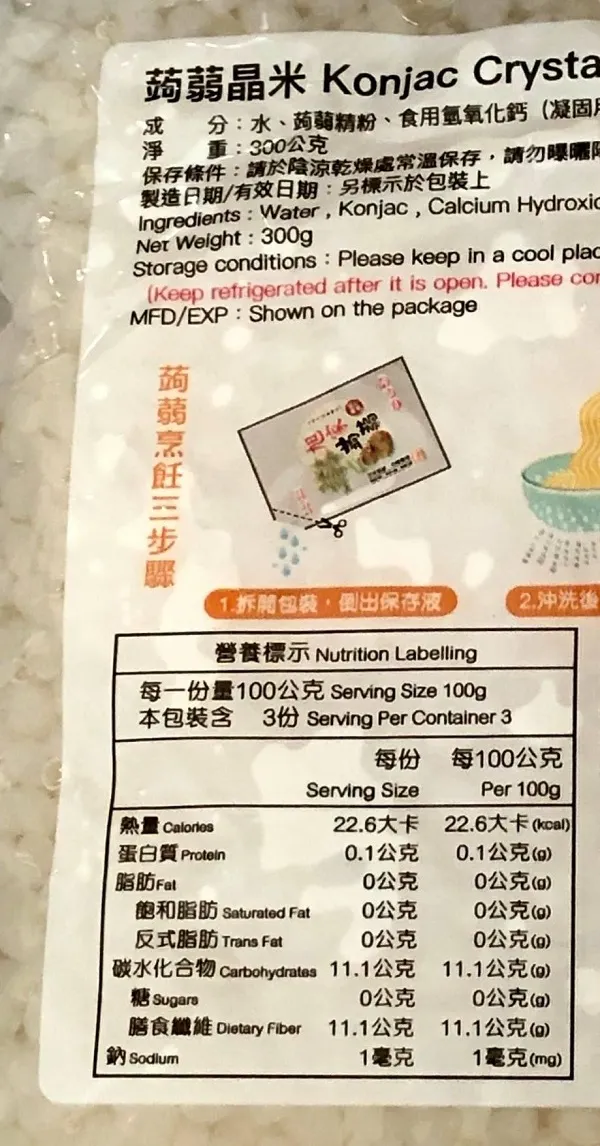 蒟蒻晶米 Konjac Crysta
成 分：水、蒟蒻精粉、食用氫氧化鈣（凝固用
淨 重：300公克
保存條件：請於陰涼乾燥處常溫保存，請勿曝曬
製造日期/有效日期：另標示於包裝上
Ingredients：Water , Konjac , Calcium Hydroxid
Net Weight：300g
Storage conditions：Please keep in a cool plac
(Keep refrigerated after it is open. Please con
MFD/EXP：Shown on the package
蒟蒻烹飪三步驟
蒟蒻
1.拆開包裝，倒出保存液
2.沖洗後
營養標示 Nutrition Labelling
每一份量100公克 Serving Size 100g
本包裝含 3份 Serving Per Container 3
每份 每100公克
Serving Size Per 100g
熱量 Calories 22.6大卡 22.6大卡(kcal)
蛋白質 Protein 0.1公克 0.1公克(g)
脂肪 Fat 0公克 0公克(g)
飽和脂肪 Saturated Fat 0公克 0公克(g)
反式脂肪 Trans Fat 0公克 0公克(g)
碳水化合物 Carbohydrates 11.1公克 11.1公克(g)
糖 Sugars 0公克 0公克(g)
膳食纖維 Dietary Fiber 11.1公克 11.1公克(g)
鈉 Sodium 1毫克 1毫克(mg)